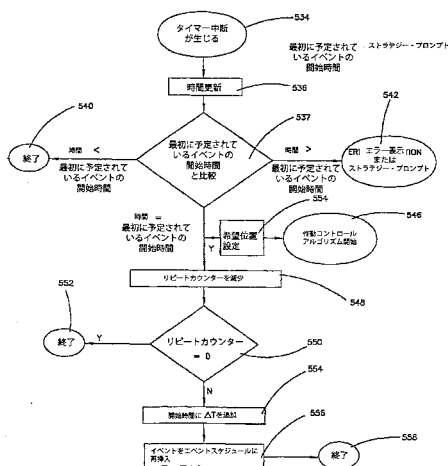 534
タイマー中断
が生じる
最初に予定されて
いるイベントの
開始時間
ストラテジー・プロンプト
時間更新
536
540
542
537
終了
時間 <
最初に予定されて
いるイベントの
開始時間
最初に予定されて
いるイベントの
開始時間
と比較
時間 >
最初に予定されて
いるイベントの
開始時間
エラー表示
または
ストラテジー・プロンプト
時間 =
最初に予定されて
いるイベントの
開始時間
554
Y
希望位置
設定
546
作動コントロール
アルゴリズム開始
リピートカウンターを減少
548
552
終了
Y
リピートカウンター
= 0
550
N
554
開始時間に ΔTを追加
556
イベントをエベントスケジュールに
再挿入
終了
558